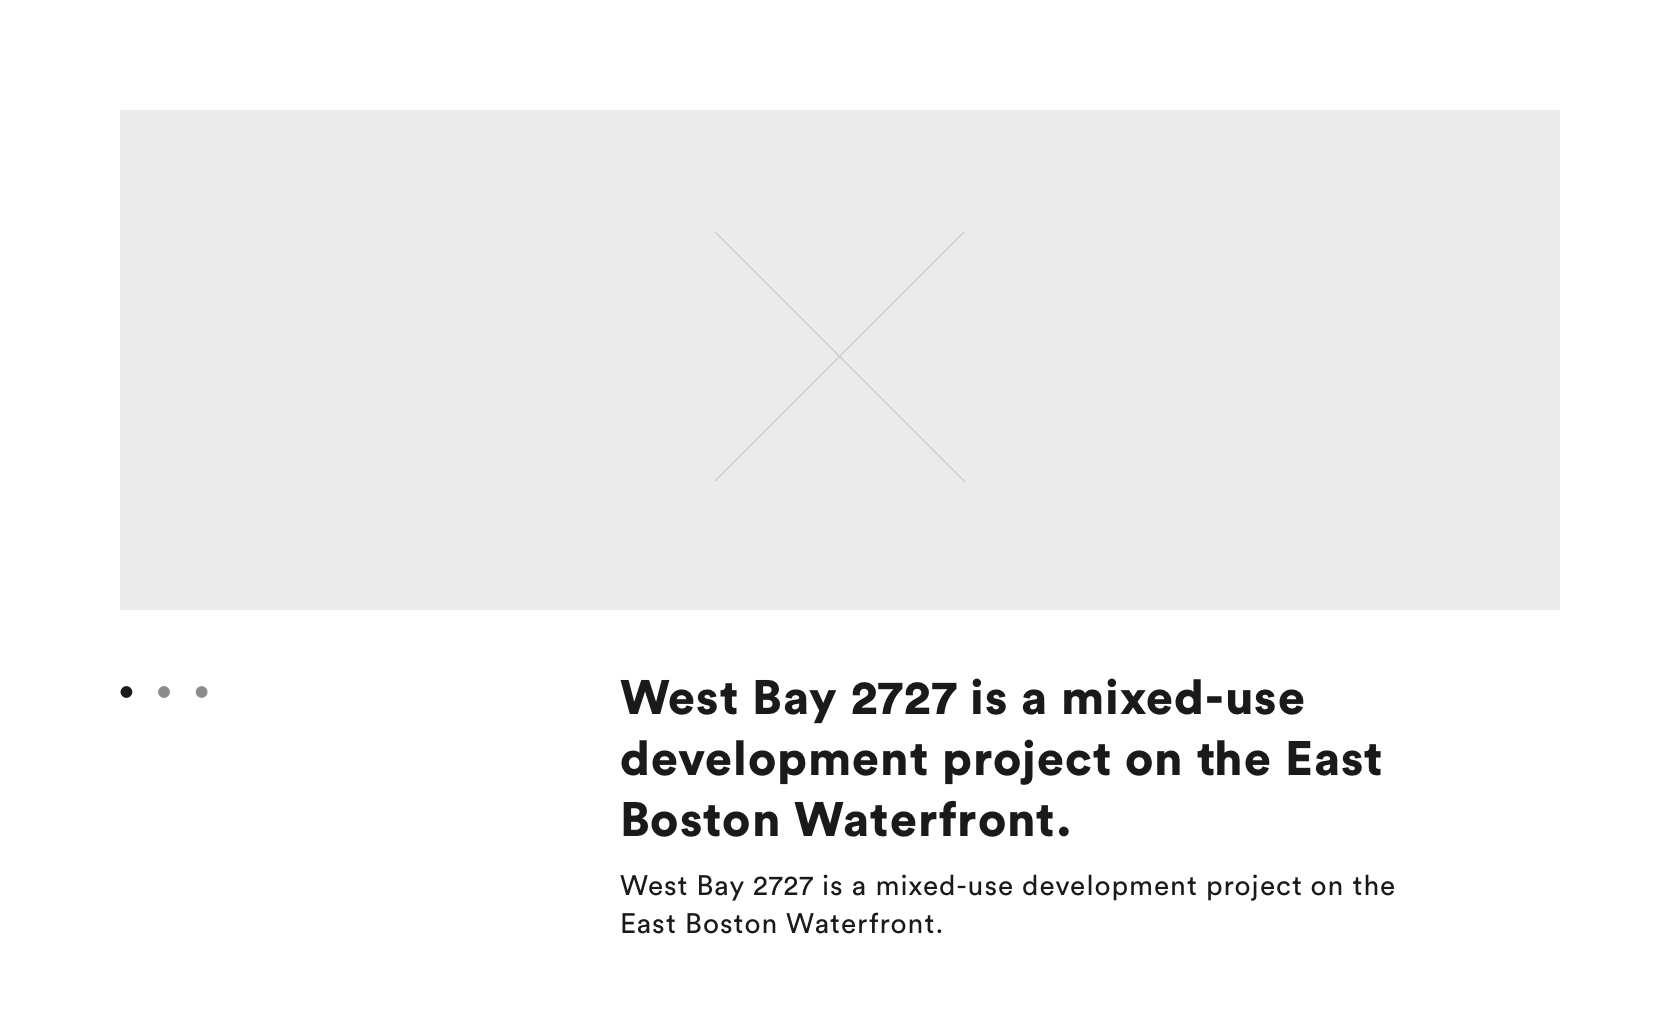 West Bay 2727 is a mixed-use
development project on the East
Boston Waterfront.
West Bay 2727 is a mixed-use development project on the
East Boston Waterfront.